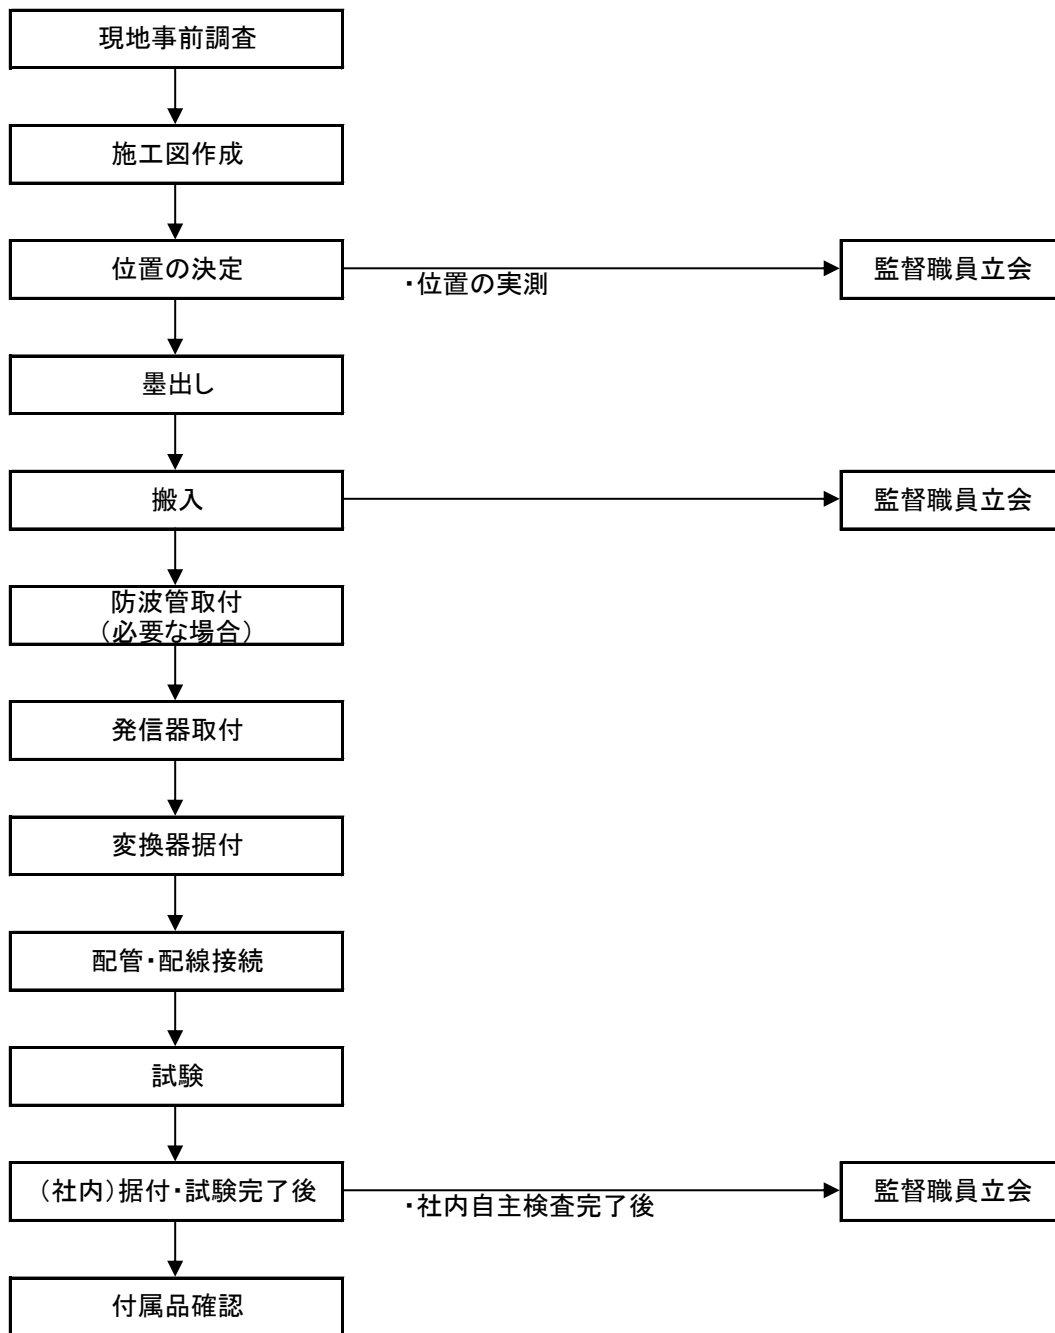 現地事前調査
施工図作成
位置の決定
・位置の実測
監督職員立会
墨出し
搬入
監督職員立会
防波管取付
（必要な場合）
発信器取付
変換器据付
配管・配線接続
試験
（社内）据付・試験完了後
・社内自主検査完了後
監督職員立会
付属品確認